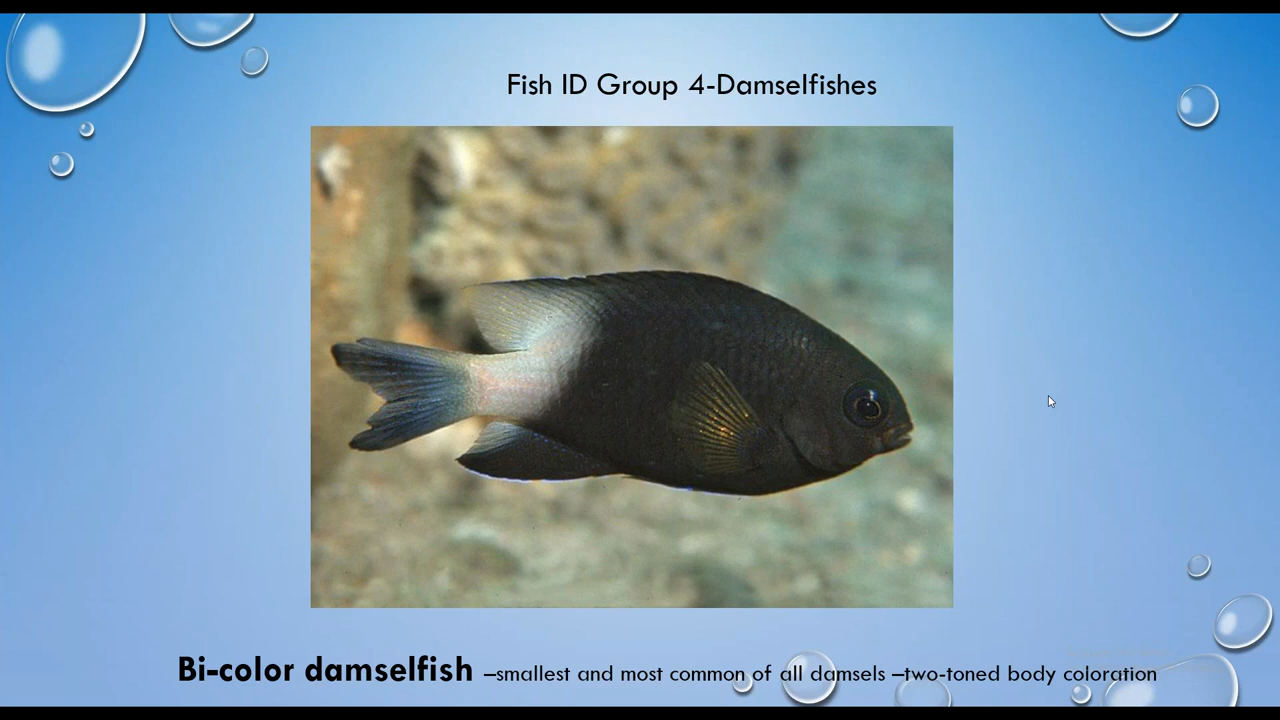 Fish ID Group 4-Damselfishes
Bi-color damselfish –smallest and most common of all damsels –two-toned body coloration